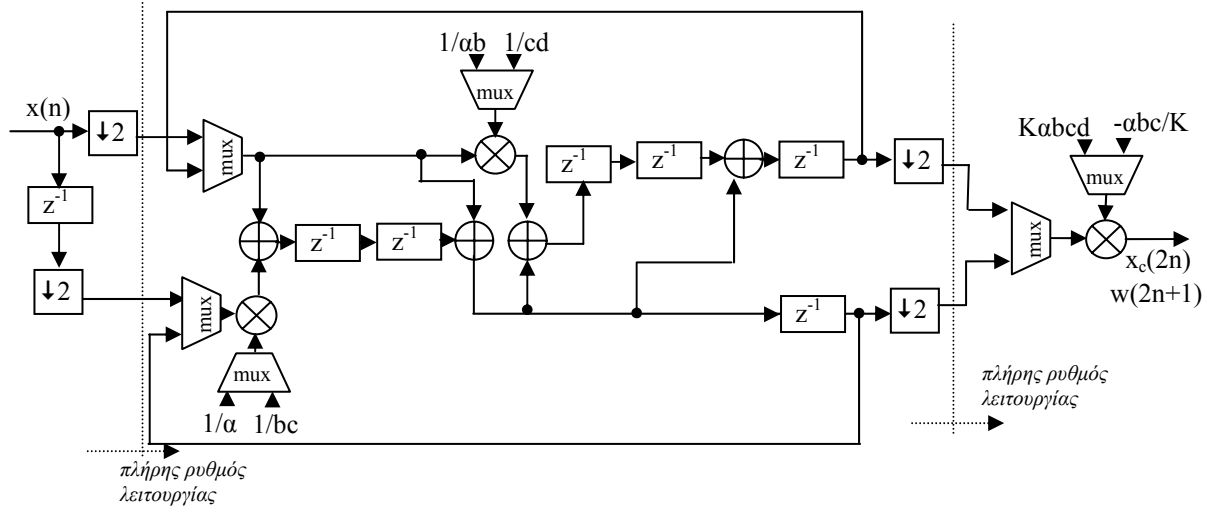 1/αb 1/cd
mux
x(n)
↓2
mux
Kαbcd -αbc/K
mux
z⁻¹
z⁻¹
z⁻¹
z⁻¹
↓2
z⁻¹
z⁻¹
mux
x_c(2n)
w(2n+1)
↓2
mux
z⁻¹
↓2
mux
1/α 1/bc
πλήρης ρυθμός
λειτουργίας
πλήρης ρυθμός
λειτουργίας